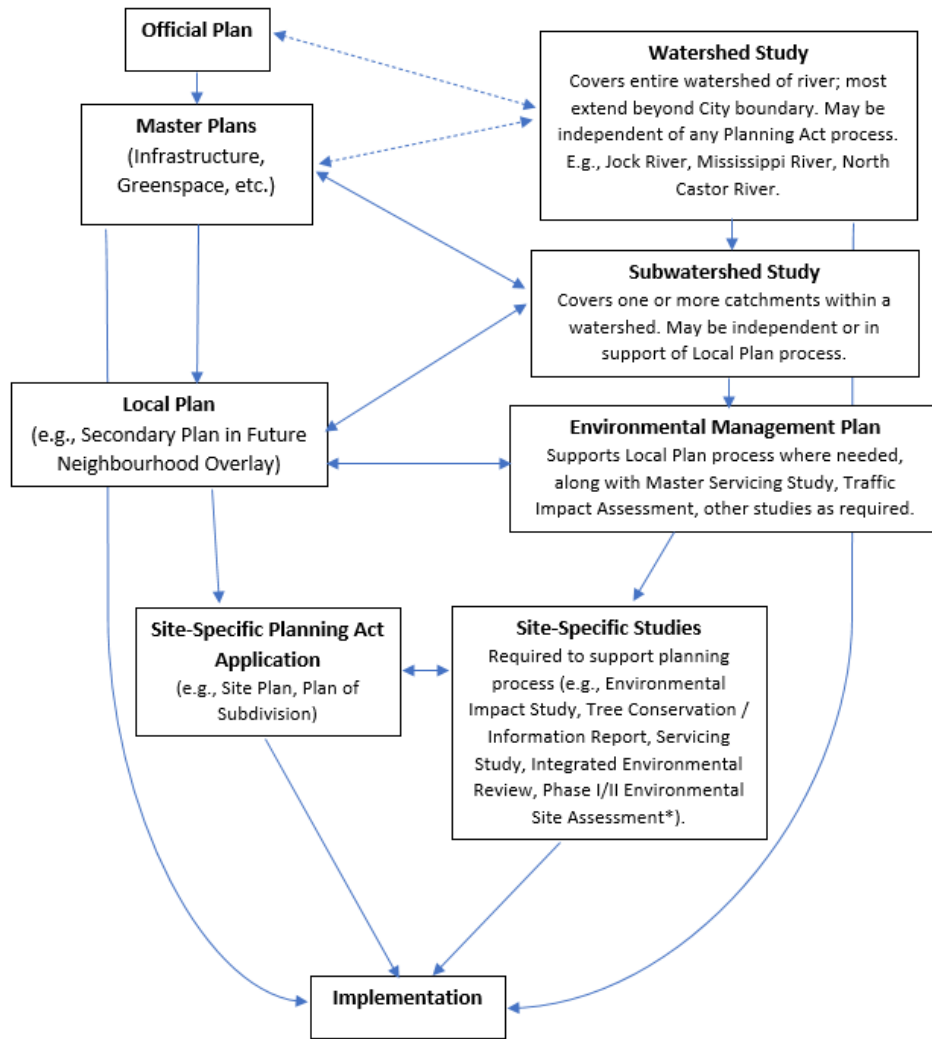 Official Plan
Watershed Study
Covers entire watershed of river; most
extend beyond City boundary. May be
independent of any Planning Act process.
E.g., Jock River, Mississippi River, North
Castor River.
Master Plans
(Infrastructure,
Greenspace, etc.)
Subwatershed Study
Covers one or more catchments within a
watershed. May be independent or in
support of Local Plan process.
Local Plan
(e.g., Secondary Plan in Future
Neighbourhood Overlay)
Environmental Management Plan
Supports Local Plan process where needed,
along with Master Servicing Study, Traffic
Impact Assessment, other studies as required.
Site-Specific Planning Act
Application
(e.g., Site Plan, Plan of
Subdivision)
Site-Specific Studies
Required to support planning
process (e.g., Environmental
Impact Study, Tree Conservation /
Information Report, Servicing
Study, Integrated Environmental
Review, Phase I/II Environmental
Site Assessment*).
Implementation